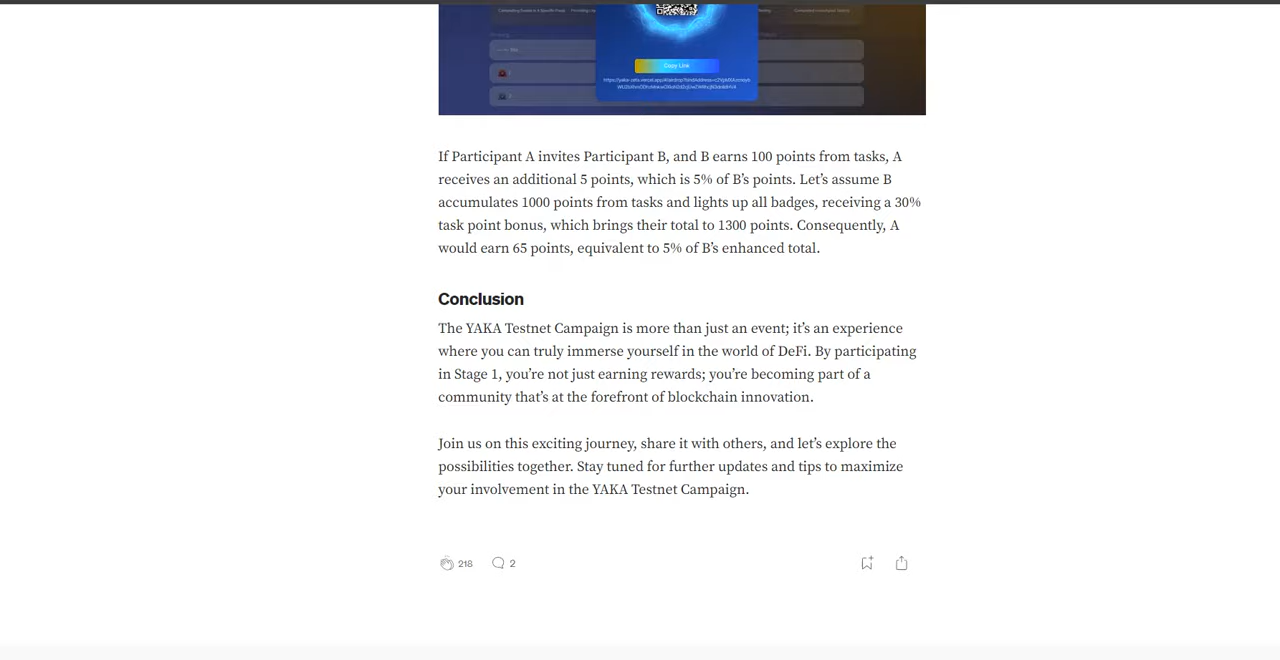 Copy Link
If Participant A invites Participant B, and B earns 100 points from tasks, A
receives an additional 5 points, which is 5% of B’s points. Let’s assume B
accumulates 1000 points from tasks and lights up all badges, receiving a 30%
task point bonus, which brings their total to 1300 points. Consequently, A
would earn 65 points, equivalent to 5% of B’s enhanced total.
Conclusion
The YAKA Testnet Campaign is more than just an event; it’s an experience
where you can truly immerse yourself in the world of DeFi. By participating
in Stage 1, you’re not just earning rewards; you’re becoming part of a
community that’s at the forefront of blockchain innovation.
Join us on this exciting journey, share it with others, and let’s explore the
possibilities together. Stay tuned for further updates and tips to maximize
your involvement in the YAKA Testnet Campaign.
218 2